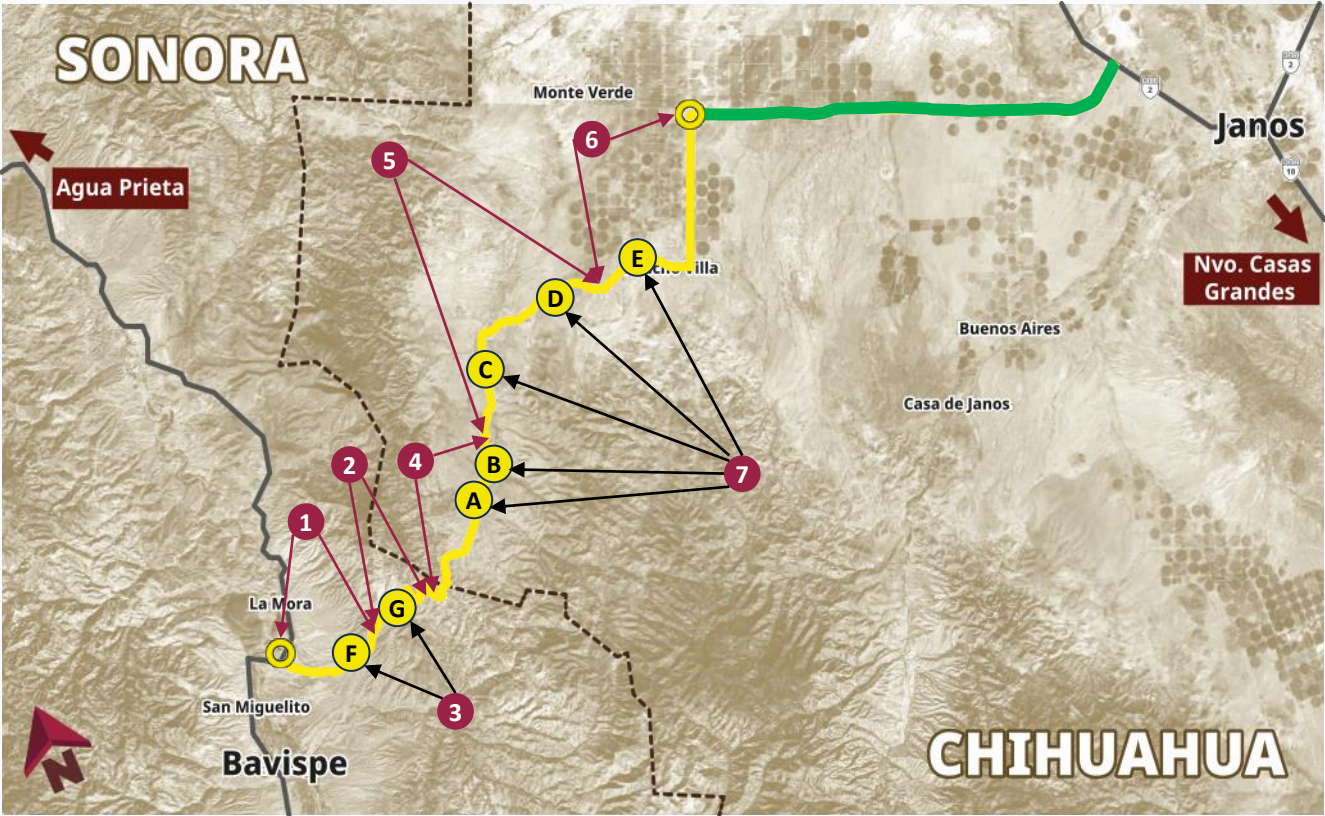 SONORA
2
Monte Verde
2
6
Janos
5
Agua Prieta
10
E
Villa
Nvo. Casas
Grandes
D
Buenos Aires
C
Casa de Janos
2
4
B
7
A
1
La Mora
G
F
San Miguelito
3
CHIHUAHUA
Bavispe
N